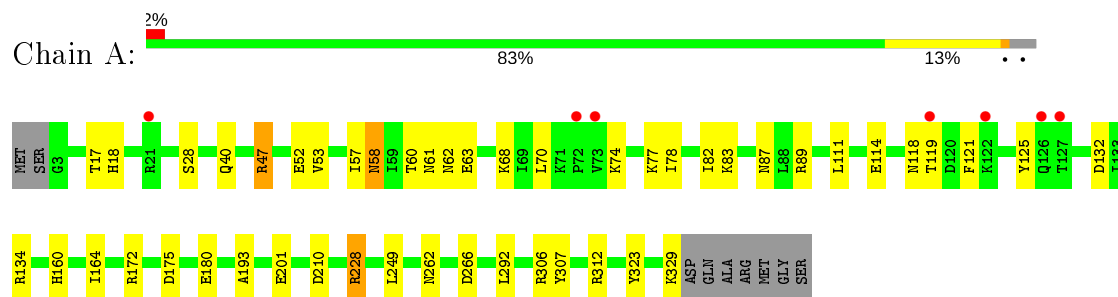 2%
Chain A:
83% 13% • •
MET SER G3 T17 H18 R21 S28 Q40 R47 E52 V53 I57 N58 I59 T60 N61 N62 E63 K68 I69 L70 K71 P72 V73 K74 K77 I78 I82 K83 N87 L88 R89 L111 E114 N118 T119 D120 F121 K122 Y125 Q126 T127 D132 I133
R134 H160 I164 R172 D175 E180 A193 E201 D210 R228 L249 N262 D266 L292 R306 Y307 R312 Y323 K329 ASP GLN ALA ARG MET GLY SER